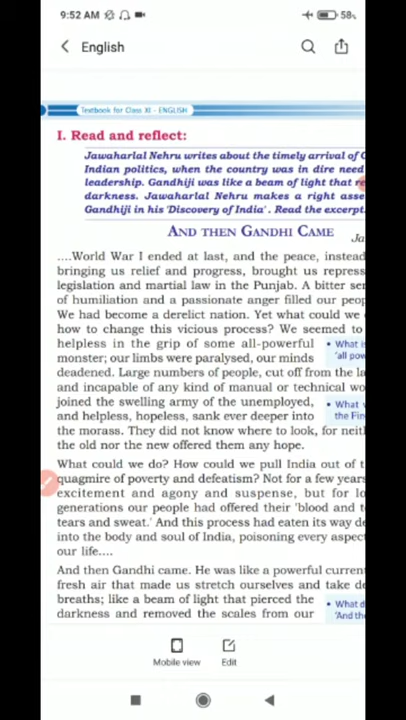 9:52 AM
58%
English
Textbook for Class XI - ENGLISH
I. Read and reflect:
Jawaharlal Nehru writes about the timely arrival of G
Indian politics, when the country was in dire need
leadership. Gandhiji was like a beam of light that
darkness. Jawaharlal Nehru makes a right asse
Gandhiji in his 'Discovery of India'. Read the excerpt
AND THEN GANDHI CAME
Ja
....World War I ended at last, and the peace, instead
bringing us relief and progress, brought us repress
legislation and martial law in the Punjab. A bitter se
of humiliation and a passionate anger filled our peop
We had become a derelict nation. Yet what could we
how to change this vicious process? We seemed to
helpless in the grip of some all-powerful
• What i
monster; our limbs were paralysed, our minds
'all pow
deadened. Large numbers of people, cut off from the la
and incapable of any kind of manual or technical wo
joined the swelling army of the unemployed,
• What
and helpless, hopeless, sank ever deeper into
the Fir
the morass. They did not know where to look, for neit
the old nor the new offered them any hope.
What could we do? How could we pull India out of t
quagmire of poverty and defeatism? Not for a few years
excitement and agony and suspense, but for lo
generations our people had offered their 'blood and t
tears and sweat.' And this process had eaten its way de
into the body and soul of India, poisoning every aspec
our life....
And then Gandhi came. He was like a powerful curren
fresh air that made us stretch ourselves and take de
breaths; like a beam of light that pierced the
• What d
darkness and removed the scales from our
'And the
Mobile view
Edit